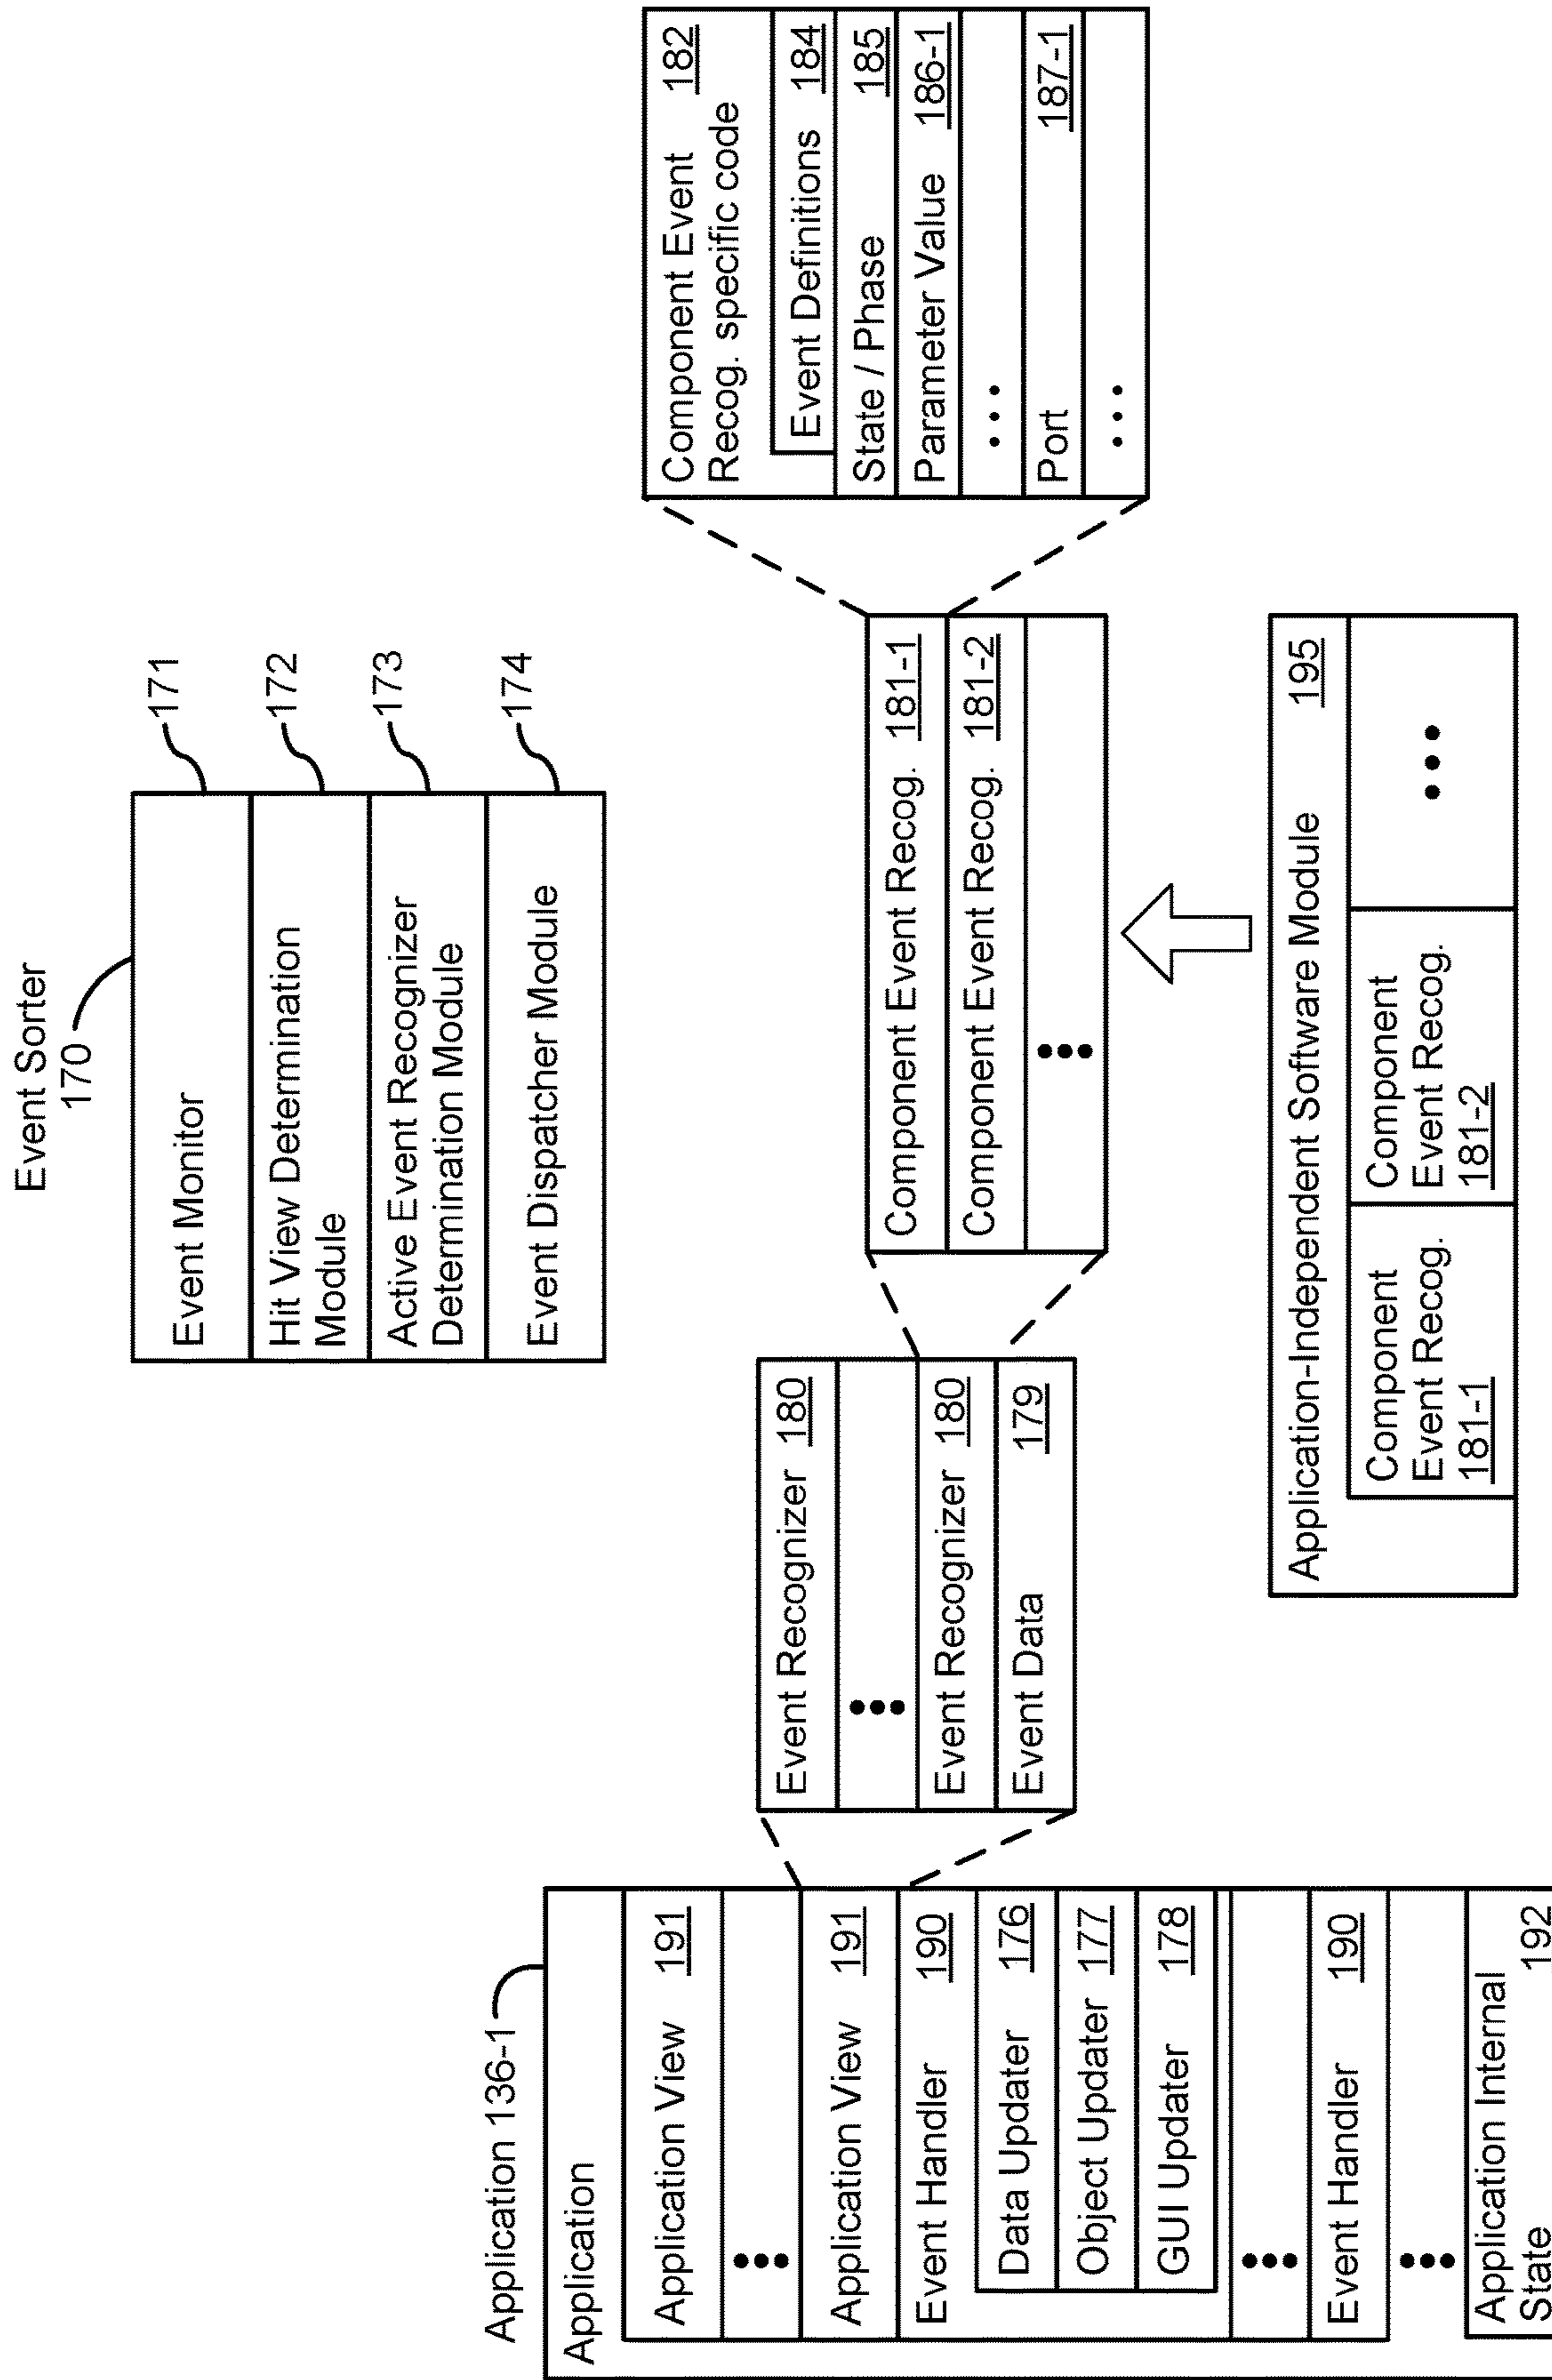 Event Sorter
170
Event Monitor
171
Hit View Determination
Module
172
Active Event Recognizer
Determination Module
173
Event Dispatcher Module
174
Application 136-1
Application
Application View 191
•••
Application View 191
Event Handler 190
Data Updater 176
Object Updater 177
GUI Updater 178
•••
Event Handler 190
•••
Application Internal
State 192
Event Recognizer 180
•••
Event Recognizer 180
Event Data 179
Component Event Recog. 181-1
Component Event Recog. 181-2
•••
Component Event 182
Recog. specific code
Event Definitions 184
State / Phase 185
Parameter Value 186-1
•••
Port 187-1
•••
Application-Independent Software Module 195
Component
Event Recog.
181-1
Component
Event Recog.
181-2
•••